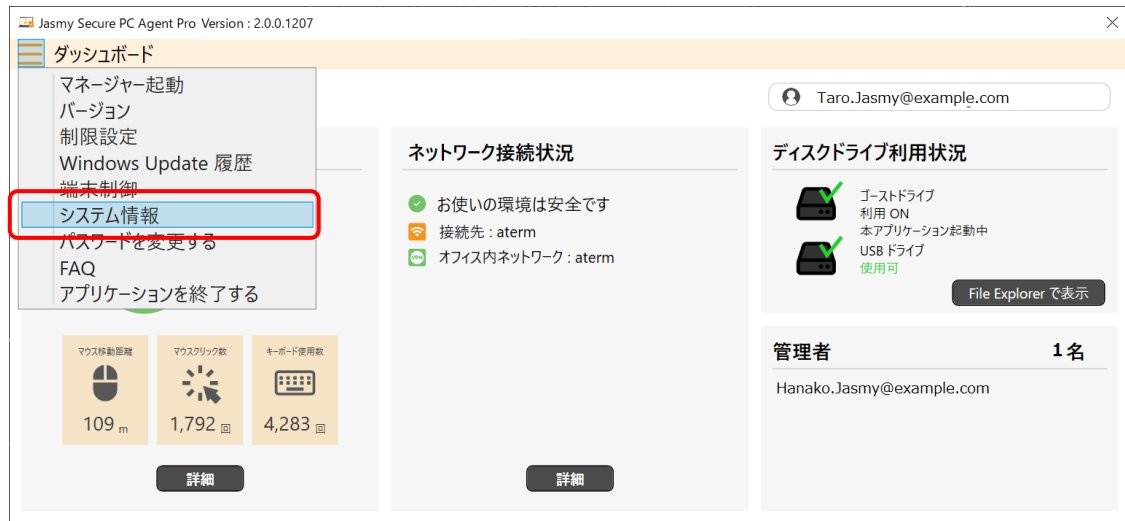 Jasmy Secure PC Agent Pro Version : 2.0.0.1207
ダッシュボード
マネージャー起動
バージョン
制限設定
Windows Update 履歴
端末制御
システム情報
パスワードを変更する
FAQ
アプリケーションを終了する
Taro.Jasmy@example.com
マウス移動距離
109 m
マウスクリック数
1,792 回
キーボード使用数
4,283 回
詳細
ネットワーク接続状況
お使いの環境は安全です
接続先 : aterm
VPN
オフィス内ネットワーク : aterm
詳細
ディスクドライブ利用状況
ゴーストドライブ
利用 ON
本アプリケーション起動中
USB ドライブ
使用可
File Explorer で表示
管理者 1名
Hanako.Jasmy@example.com